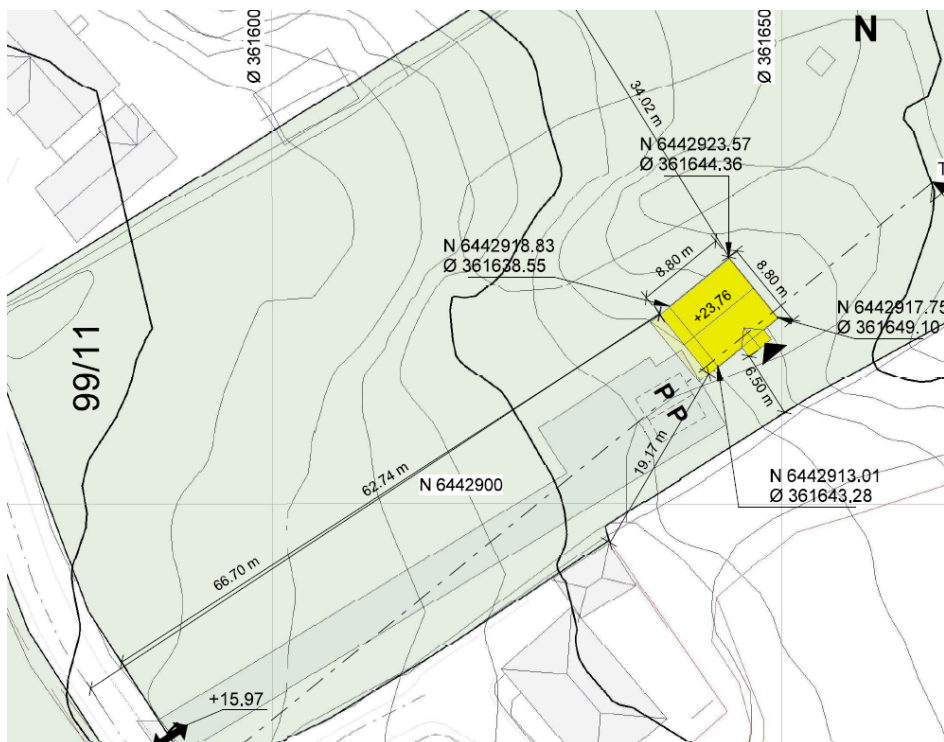 Ø 361600
Ø 361650
N
34.02 m
N 6442923.57
Ø 361644.36
T
N 6442918.83
Ø 361638.55
8.80 m
8.80 m
+23,76
N 6442917.75
Ø 361649.10
99/11
P P
6.50 m
19.17 m
62.74 m
N 6442900
N 6442913.01
Ø 361643.28
66.70 m
+15,97